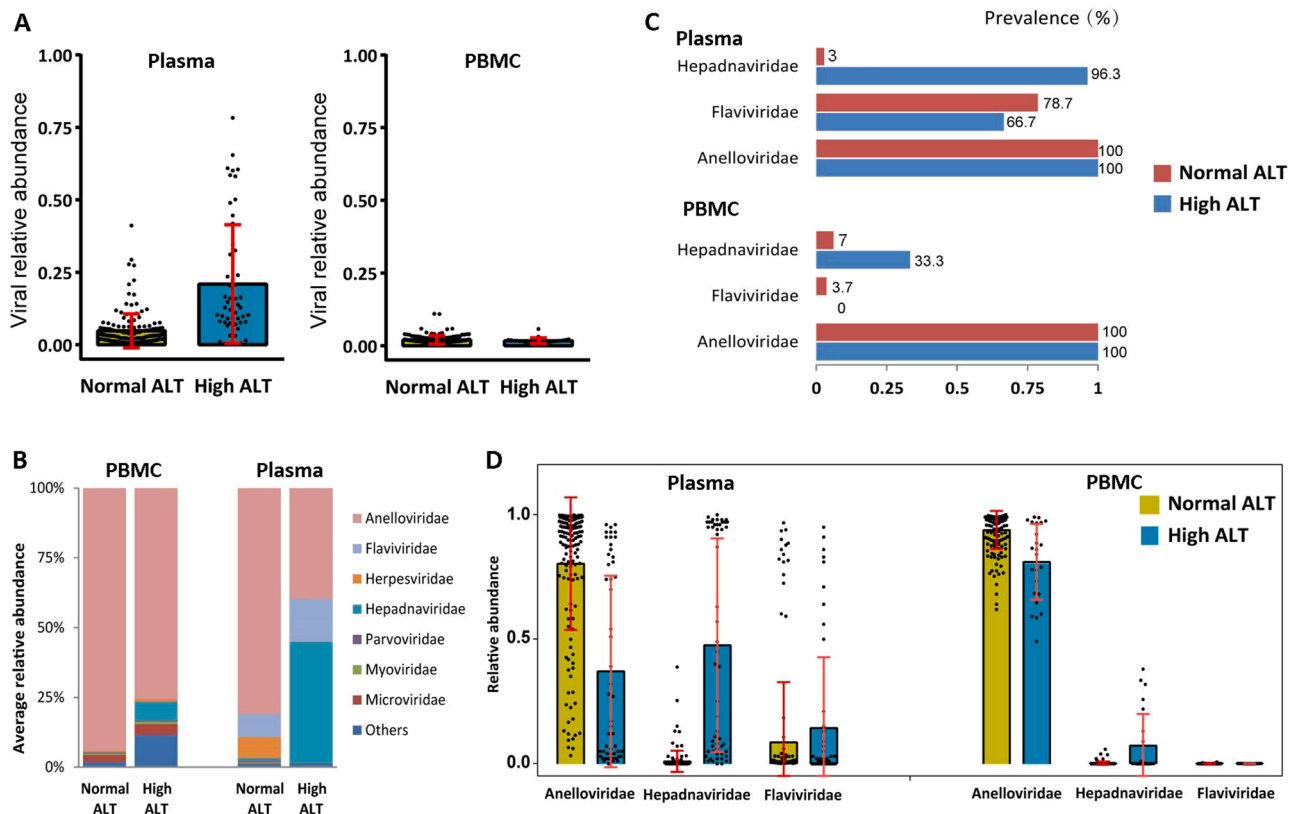 A
Plasma
PBMC
Viral relative abundance
1.00
0.75
0.50
0.25
0.00
Normal ALT High ALT
Viral relative abundance
1.00
0.75
0.50
0.25
0.00
Normal ALT High ALT
C
Prevalence (%)
Plasma
Hepadnaviridae
3
96.3
Flaviviridae
78.7
66.7
Anelloviridae
100
100
PBMC
Hepadnaviridae
7
33.3
Flaviviridae
3.7
0
Anelloviridae
100
100
0 0.25 0.5 0.75 1
Normal ALT
High ALT
B
PBMC Plasma
Average relative abundance
100%
75%
50%
25%
0%
Normal ALT
High ALT
Normal ALT
High ALT
Anelloviridae
Flaviviridae
Herpesviridae
Hepadnaviridae
Parvoviridae
Myoviridae
Microviridae
Others
D
Plasma
PBMC
Normal ALT
High ALT
Relative abundance
1.0
0.5
0.0
Anelloviridae Hepadnaviridae Flaviviridae
Anelloviridae Hepadnaviridae Flaviviridae